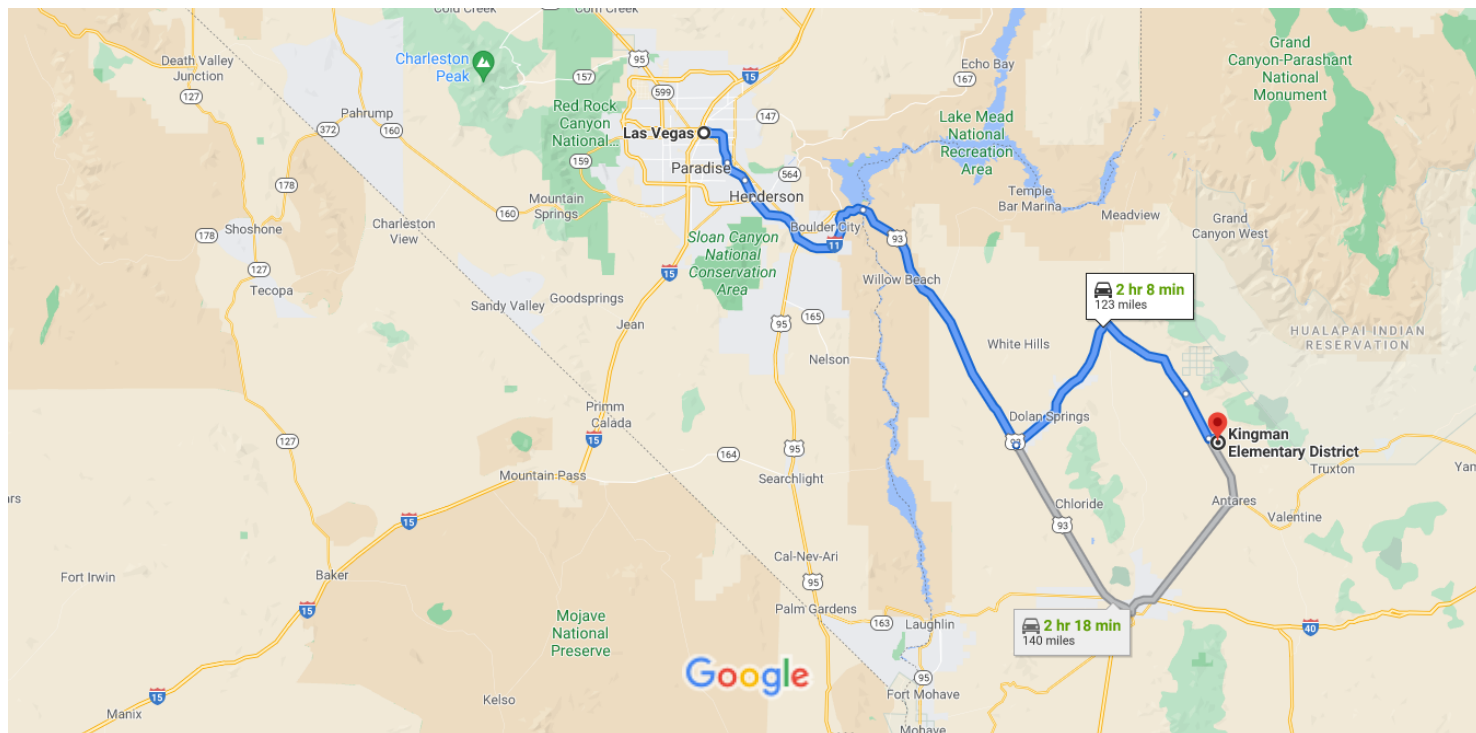 Cold Creek
Corn Creek
Death Valley
Junction
127
Pahrump
372
160
Charleston
Peak
157
95
599
15
Red Rock
Canyon
National...
159
Las Vegas
147
Paradise
Henderson
564
Echo Bay
167
Lake Mead
National
Recreation
Area
Grand
Canyon-Parashant
National
Monument
Temple
Bar Marina
Meadview
Grand
Canyon West
178
178
Shoshone
127
Tecopa
Charleston
View
160
Mountain
Springs
Sloan Canyon
National
Conservation
Area
Boulder City
11
93
Willow Beach
15
Goodsprings
Sandy Valley
Jean
95
165
Nelson
2 hr 8 min
123 miles
White Hills
HUALAPAI INDIAN
RESERVATION
Primm
Calada
15
127
Dolan Springs
93
Kingman
Elementary District
Truxton
Yam
Mountain Pass
164
95
Searchlight
Chloride
93
Antares
Valentine
ars
15
Fort Irwin
Baker
15
Cal-Nev-Ari
95
Palm Gardens
163
Laughlin
2 hr 18 min
140 miles
40
Mojave
National
Preserve
Google
95
Fort Mohave
Mohave
Kelso
15
Manix